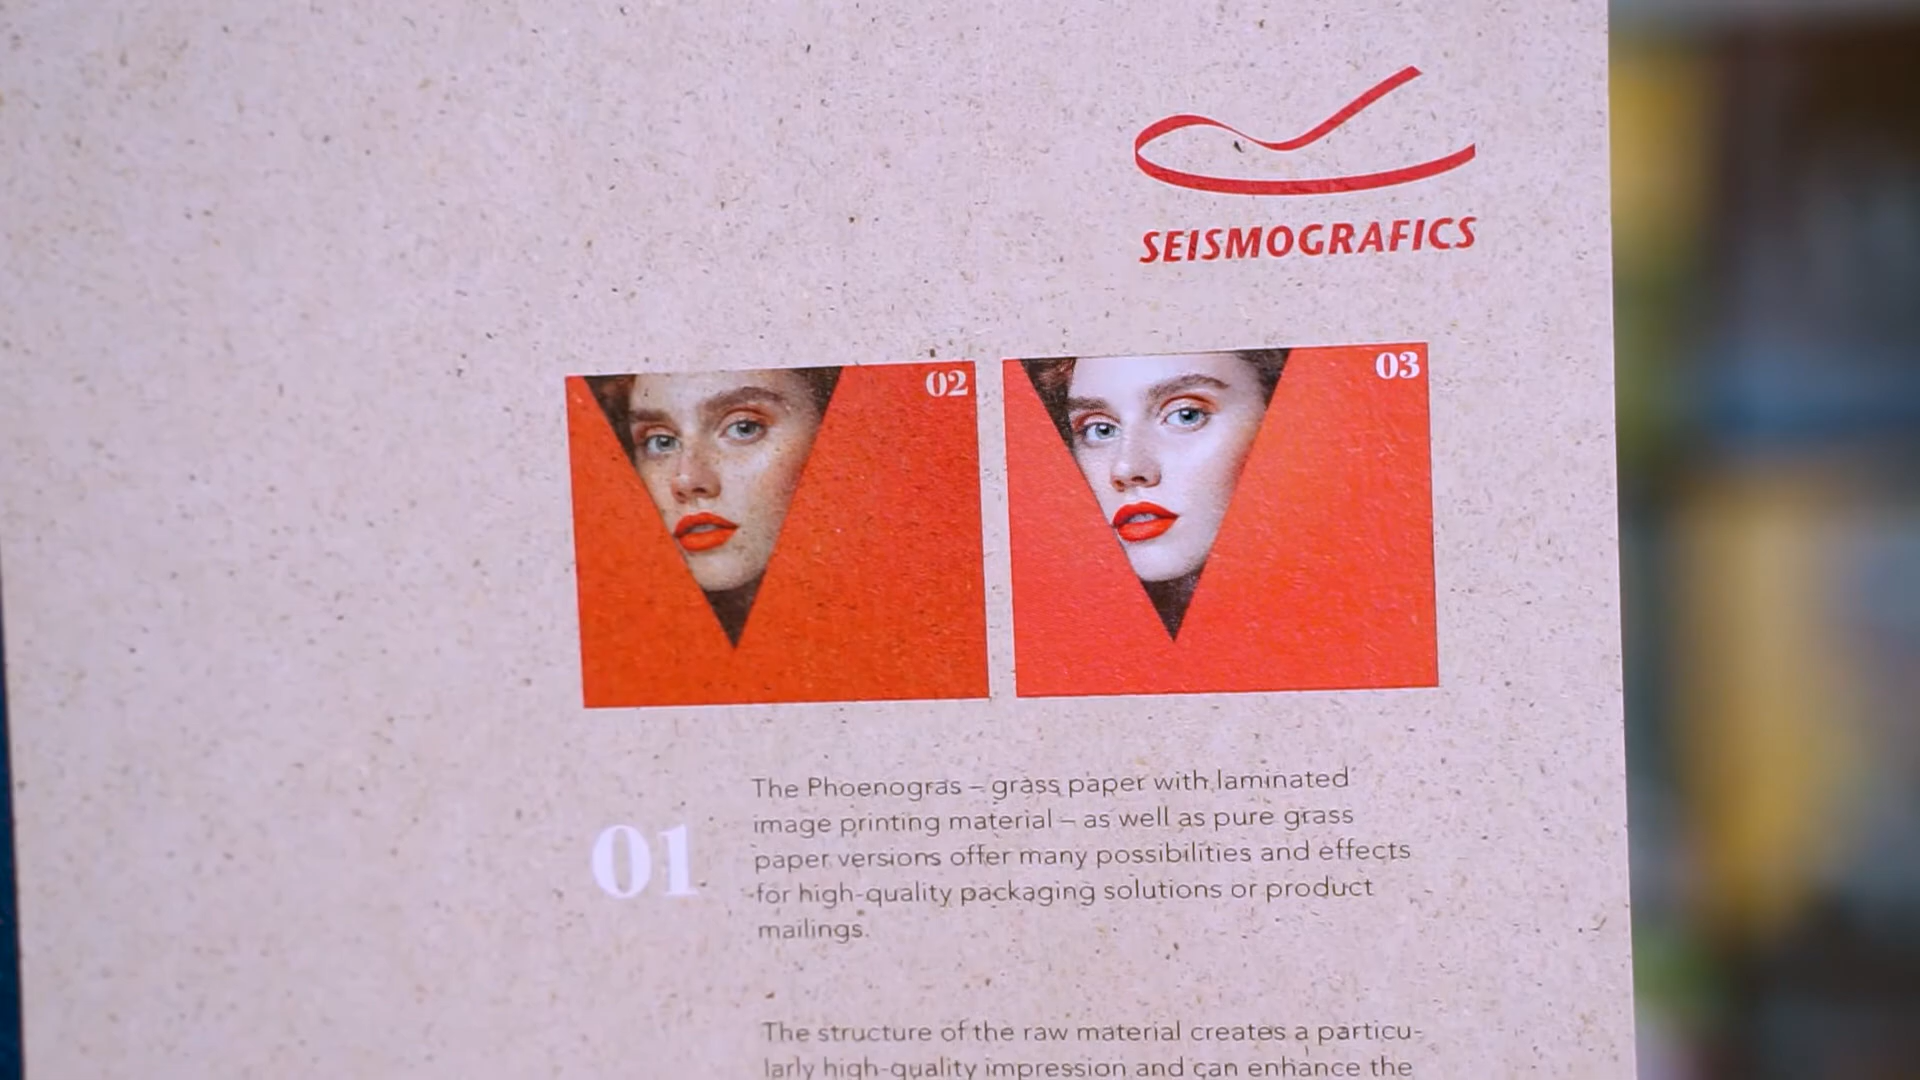 SEISMOGRAFICS
02
03
01
The Phoenogras – grass paper with laminated
image printing material – as well as pure grass
paper versions offer many possibilities and effects
for high-quality packaging solutions or product
mailings.
The structure of the raw material creates a particu-
larly high-quality impression and can enhance the